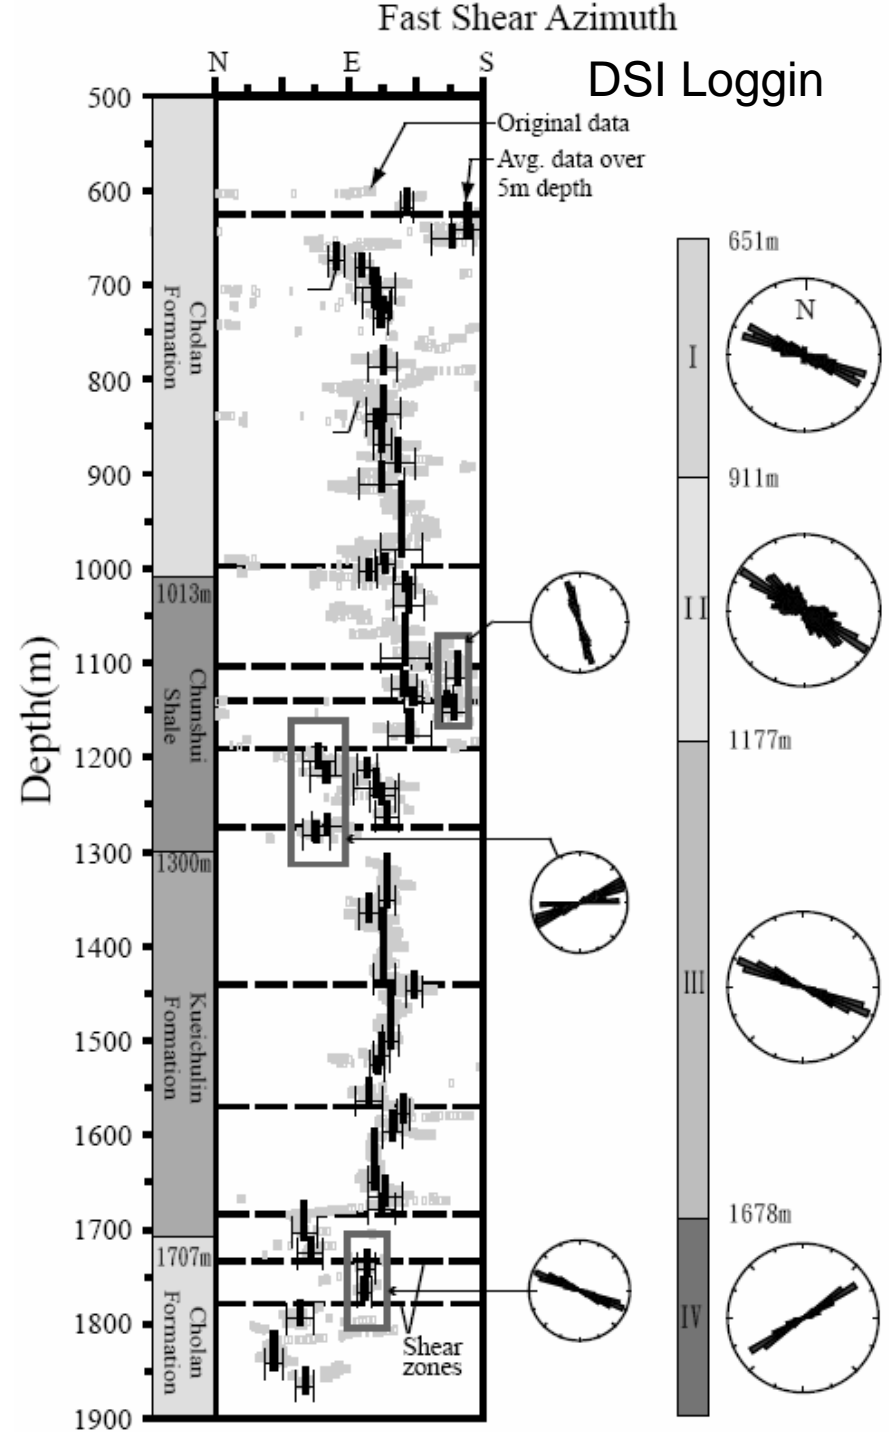 Fast Shear Azimuth
N E S
DSI Loggin
500
600
700
800
900
1000
1100
1200
1300
1400
1500
1600
1700
1800
1900
Depth(m)
Original data
Avg. data over
5m depth
Cholan
Formation
1013m
Chunshui
Shale
1300m
Kueichulin
Formation
1707m
Cholan
Formation
Shear
zones
651m
I
N
911m
II
1177m
III
1678m
IV